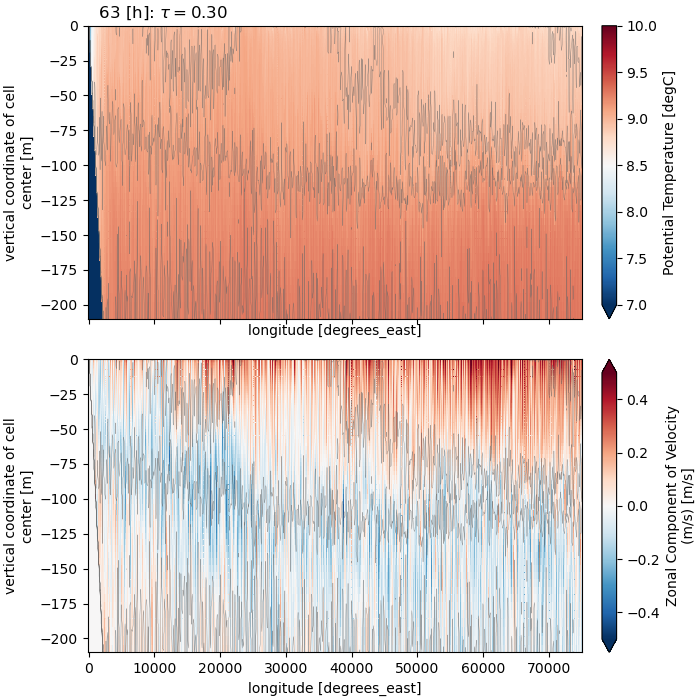 63 [h]: τ = 0.30
0
−25
−50
−75
−100
−125
−150
−175
−200
vertical coordinate of cell
center [m]
longitude [degrees_east]
10.0
9.5
9.0
8.5
8.0
7.5
7.0
Potential Temperature [degC]
0
−25
−50
−75
−100
−125
−150
−175
−200
vertical coordinate of cell
center [m]
0 10000 20000 30000 40000 50000 60000 70000
longitude [degrees_east]
0.4
0.2
0.0
−0.2
−0.4
Zonal Component of Velocity
(m/s) [m/s]